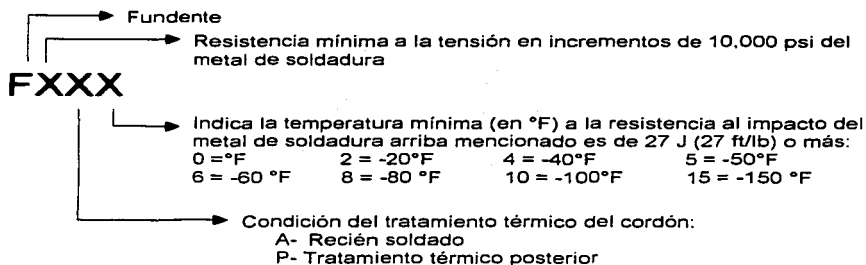 Fundente
Resistencia mínima a la tensión en incrementos de 10,000 psi del
metal de soldadura
FXXX
Indica la temperatura mínima (en °F) a la resistencia al impacto del
metal de soldadura arriba mencionado es de 27 J (27 ft/lb) o más:
0 =°F 2 = -20°F 4 = -40°F 5 = -50°F
6 = -60 °F 8 = -80 °F 10 = -100°F 15 = -150 °F
Condición del tratamiento térmico del cordón:
A- Recién soldado
P- Tratamiento térmico posterior